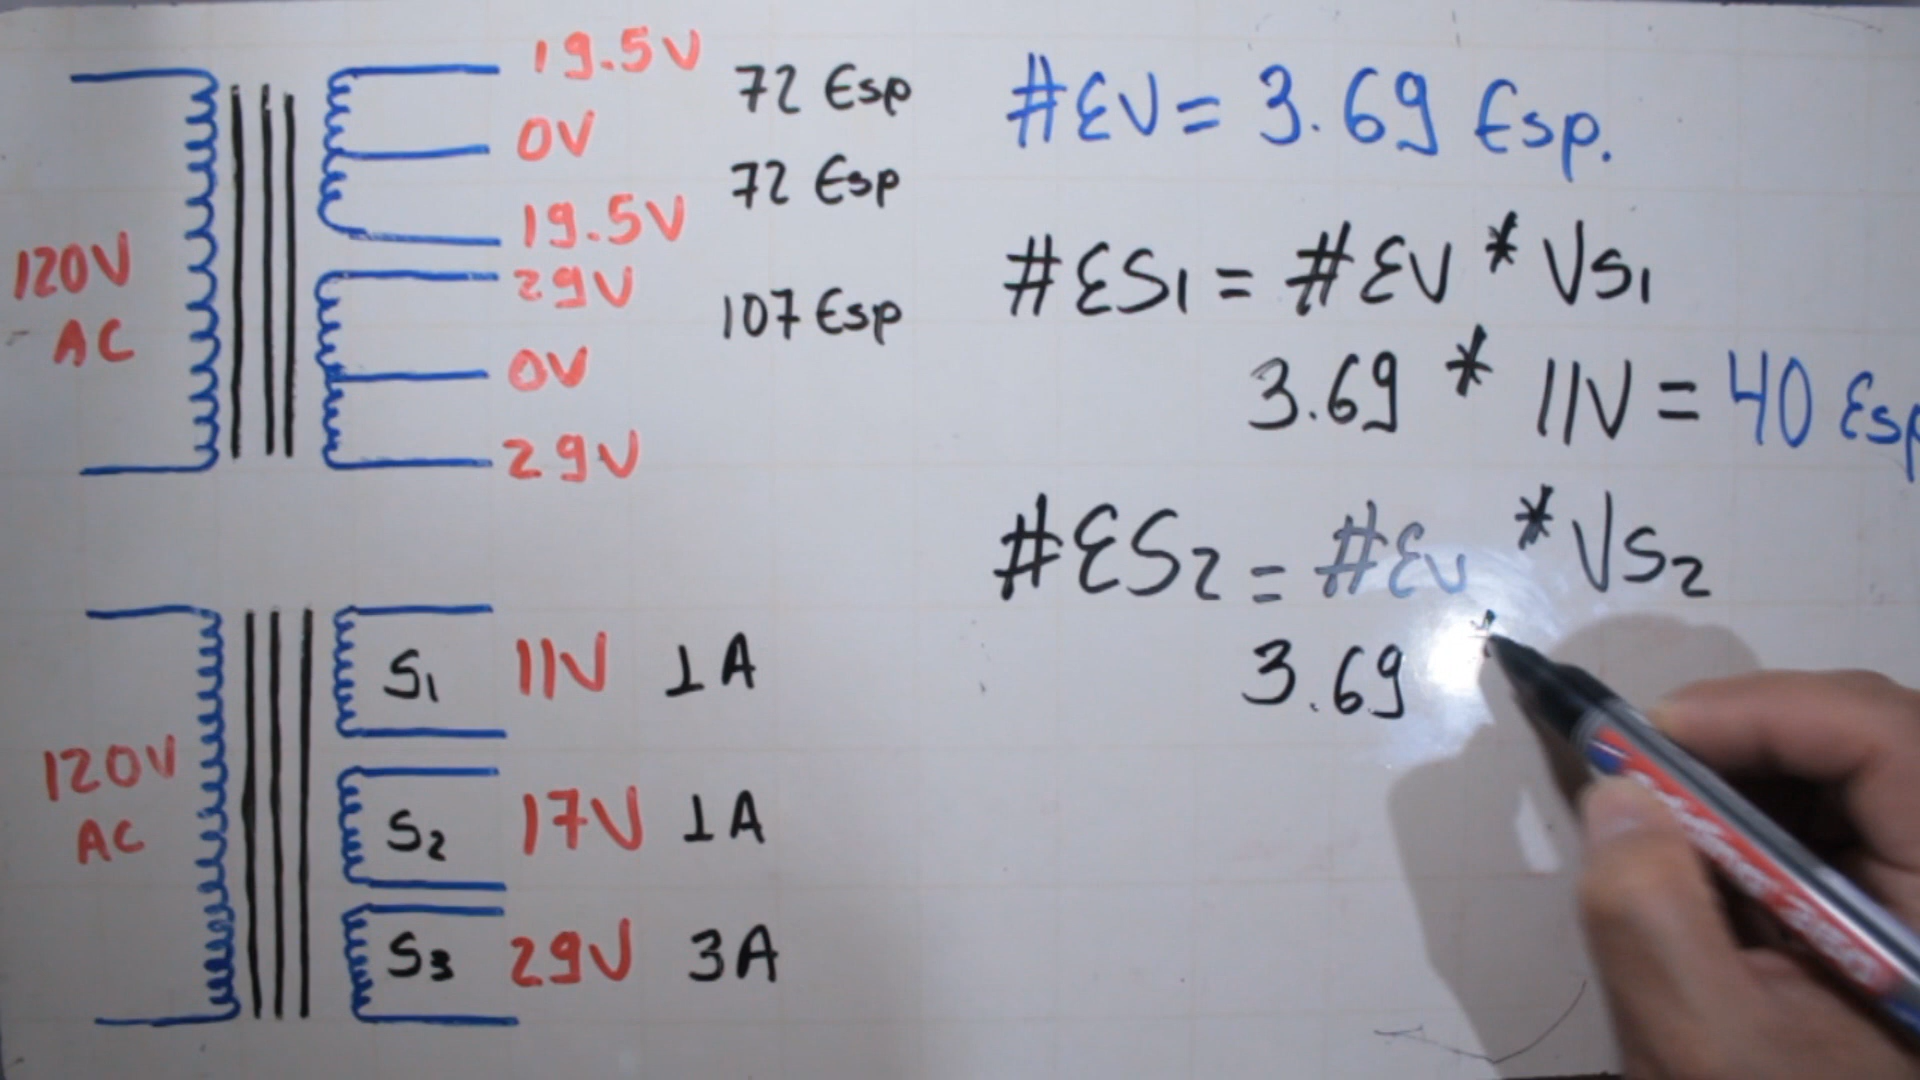 19.5V
72 Esp
0V
72 Esp
19.5V
120V
AC
29V
107 Esp
0V
29V
S1 11V 1A
120V
AC
S2 17V 1A
S3 29V 3A
#EV = 3.69 Esp.
#ES1 = #EV * VS1
3.69 * 11V = 40 Esp
#ES2 = #EV * VS2
3.69